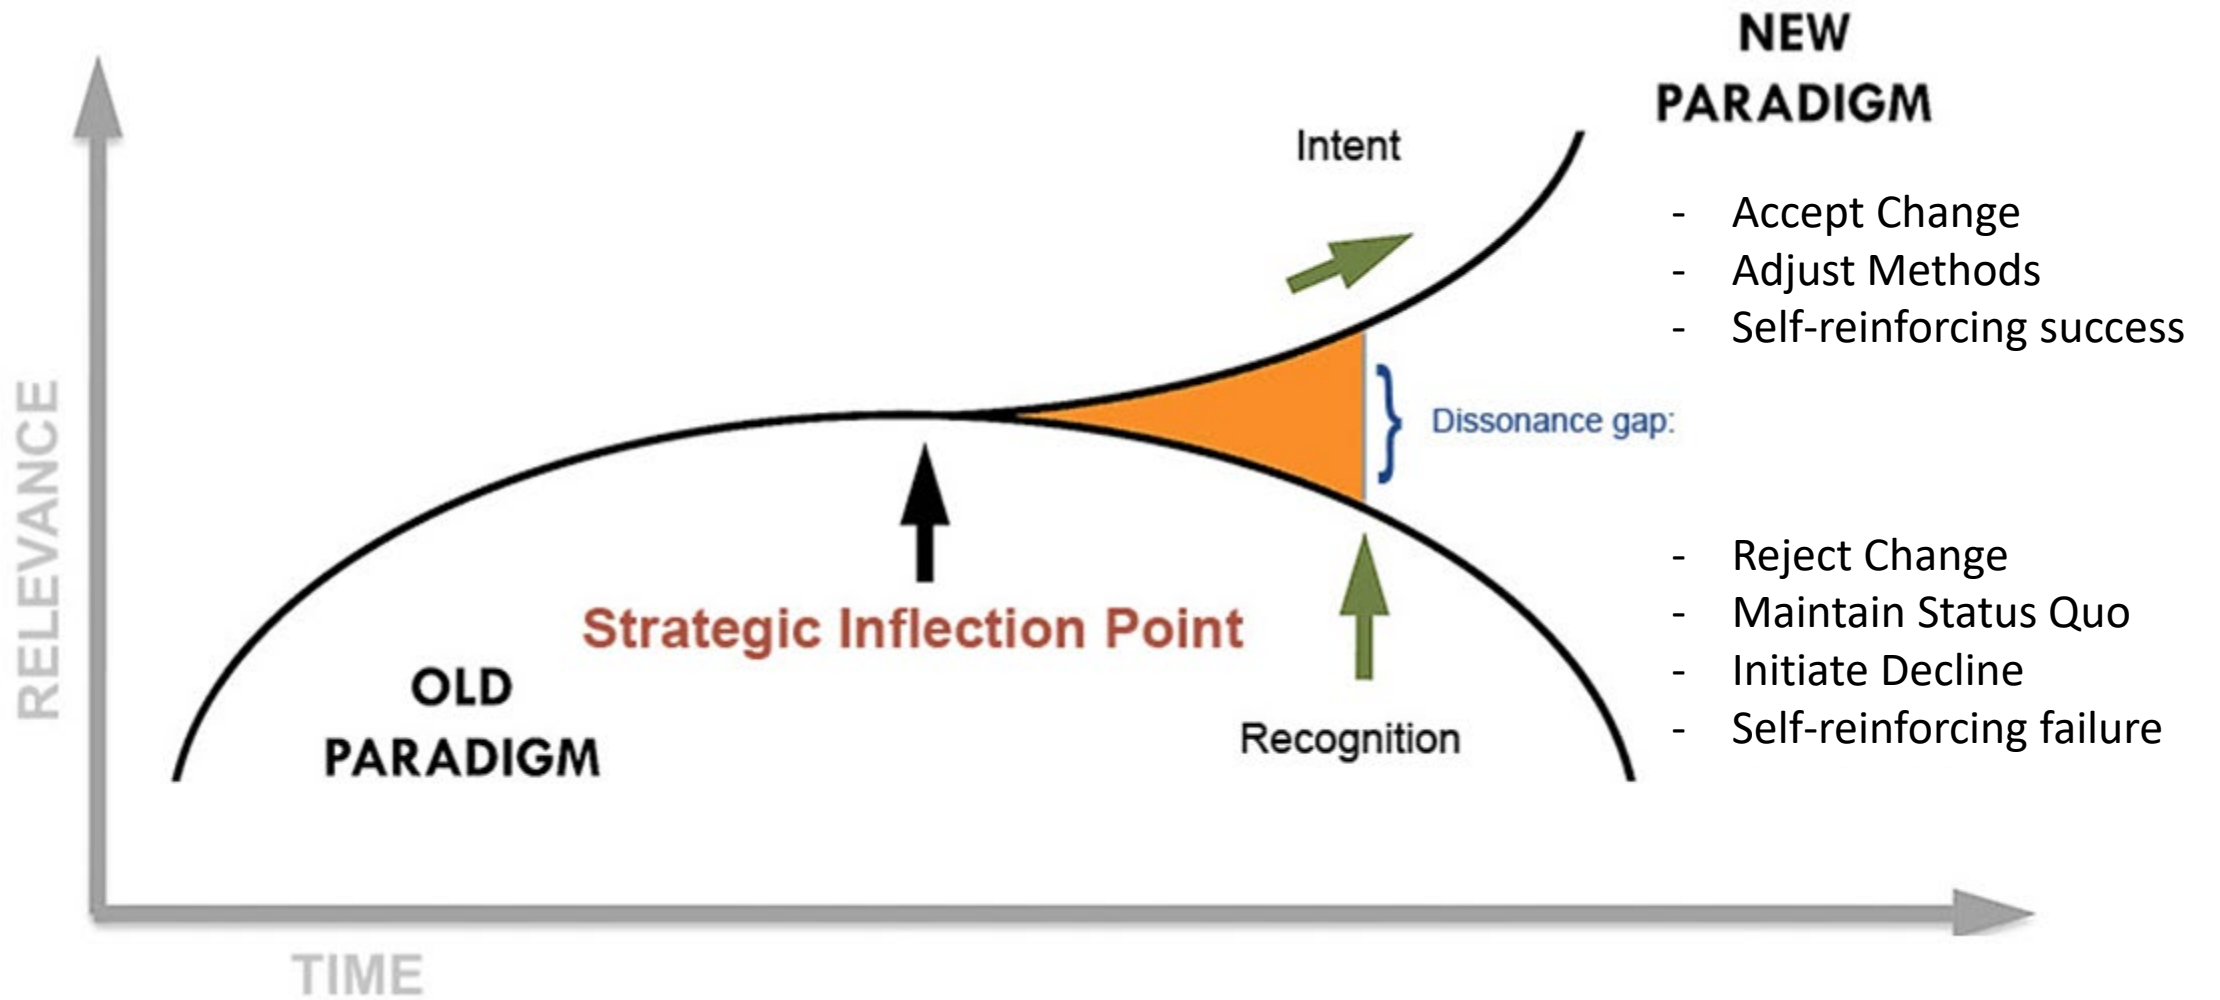 NEW
PARADIGM
Intent
- Accept Change
- Adjust Methods
- Self-reinforcing success
Dissonance gap:
RELEVANCE
Strategic Inflection Point
OLD
PARADIGM
Recognition
- Reject Change
- Maintain Status Quo
- Initiate Decline
- Self-reinforcing failure
TIME